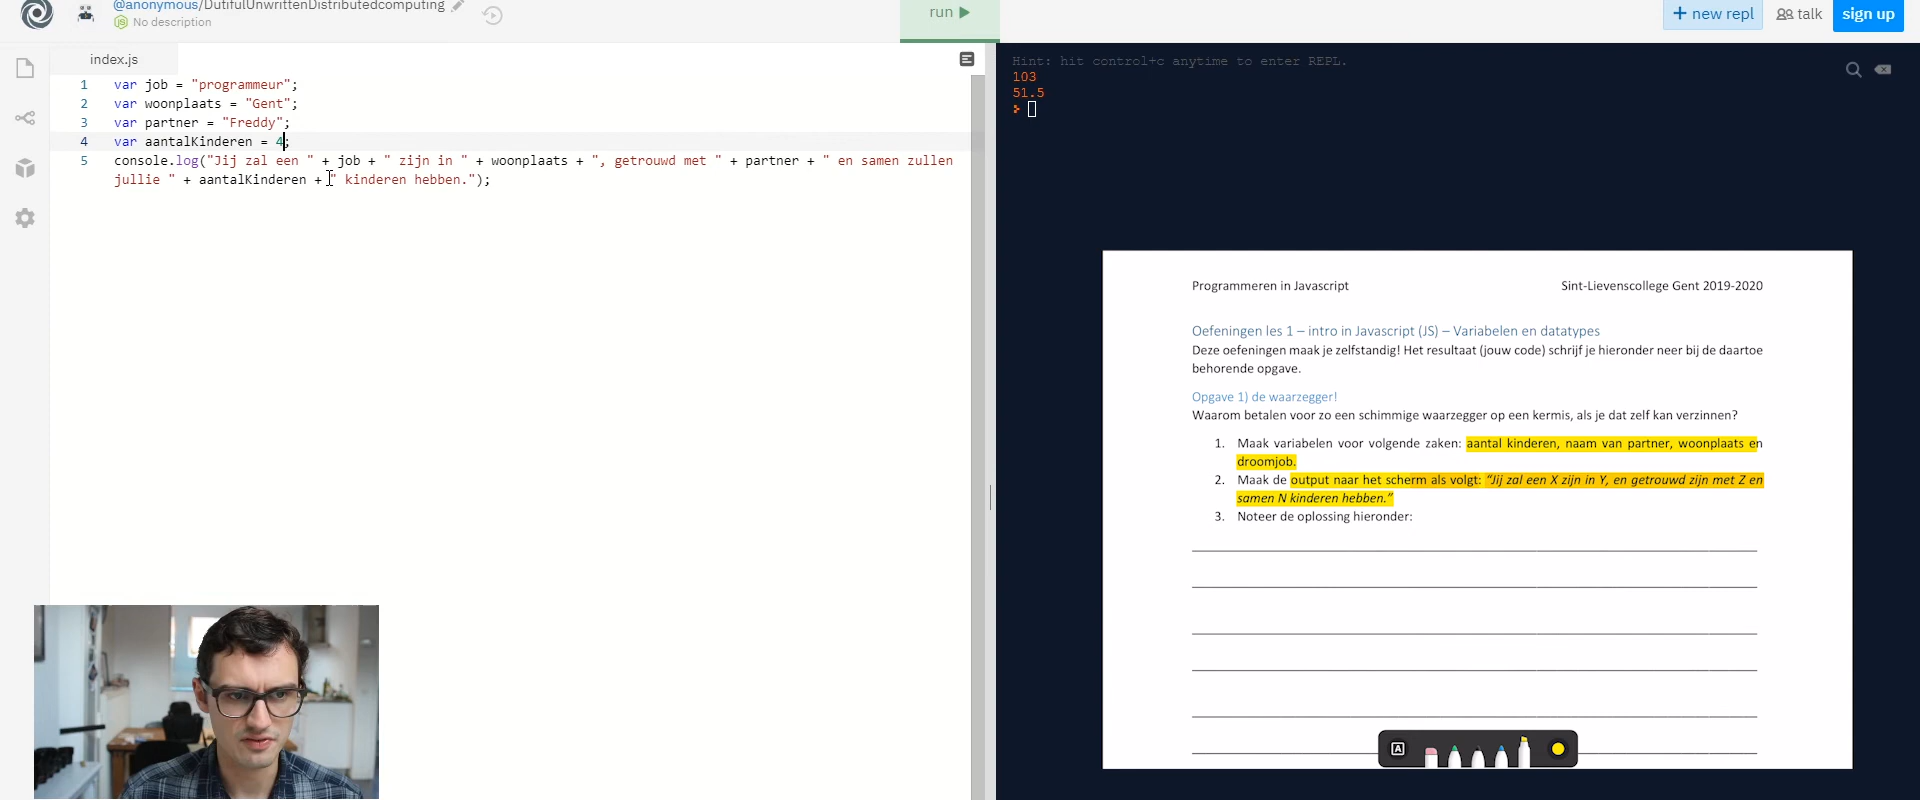 @anonymous/DutifulUnwrittenDistributedcomputing
No description
run
+ new repl
talk
sign up
index.js
1 var job = "programmeur";
2 var woonplaats = "Gent";
3 var partner = "Freddy";
4 var aantalKinderen = 4;
5 console.log("Jij zal een " + job + " zijn in " + woonplaats + ", getrouwd met " + partner + " en samen zullen
jullie " + aantalKinderen + " kinderen hebben.");
Hint: hit control+c anytime to enter REPL.
103
51.5
Programmeren in Javascript Sint-Lievenscollege Gent 2019-2020
Oefeningen les 1 – intro in Javascript (JS) – Variabelen en datatypes
Deze oefeningen maak je zelfstandig! Het resultaat (jouw code) schrijf je hieronder neer bij de daartoe
behorende opgave.
Opgave 1) de waarzegger!
Waarom betalen voor zo een schimmige waarzegger op een kermis, als je dat zelf kan verzinnen?
1. Maak variabelen voor volgende zaken: aantal kinderen, naam van partner, woonplaats en
droomjob.
2. Maak de output naar het scherm als volgt: "Jij zal een X zijn in Y, en getrouwd zijn met Z en
samen N kinderen hebben."
3. Noteer de oplossing hieronder:
A